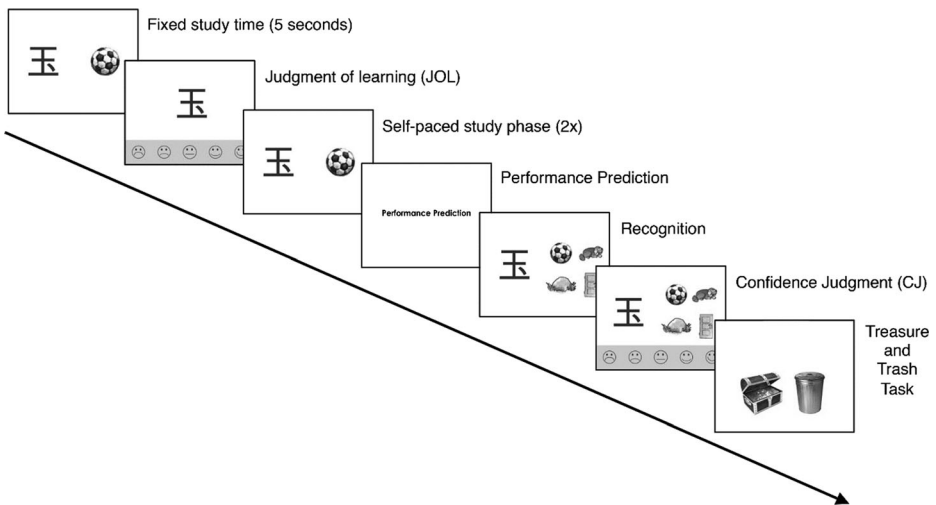 Fixed study time (5 seconds)
玉
Judgment of learning (JOL)
玉
Self-paced study phase (2x)
玉
Performance Prediction
Performance Prediction
Recognition
玉
Confidence Judgment (CJ)
玉
Treasure
and
Trash
Task